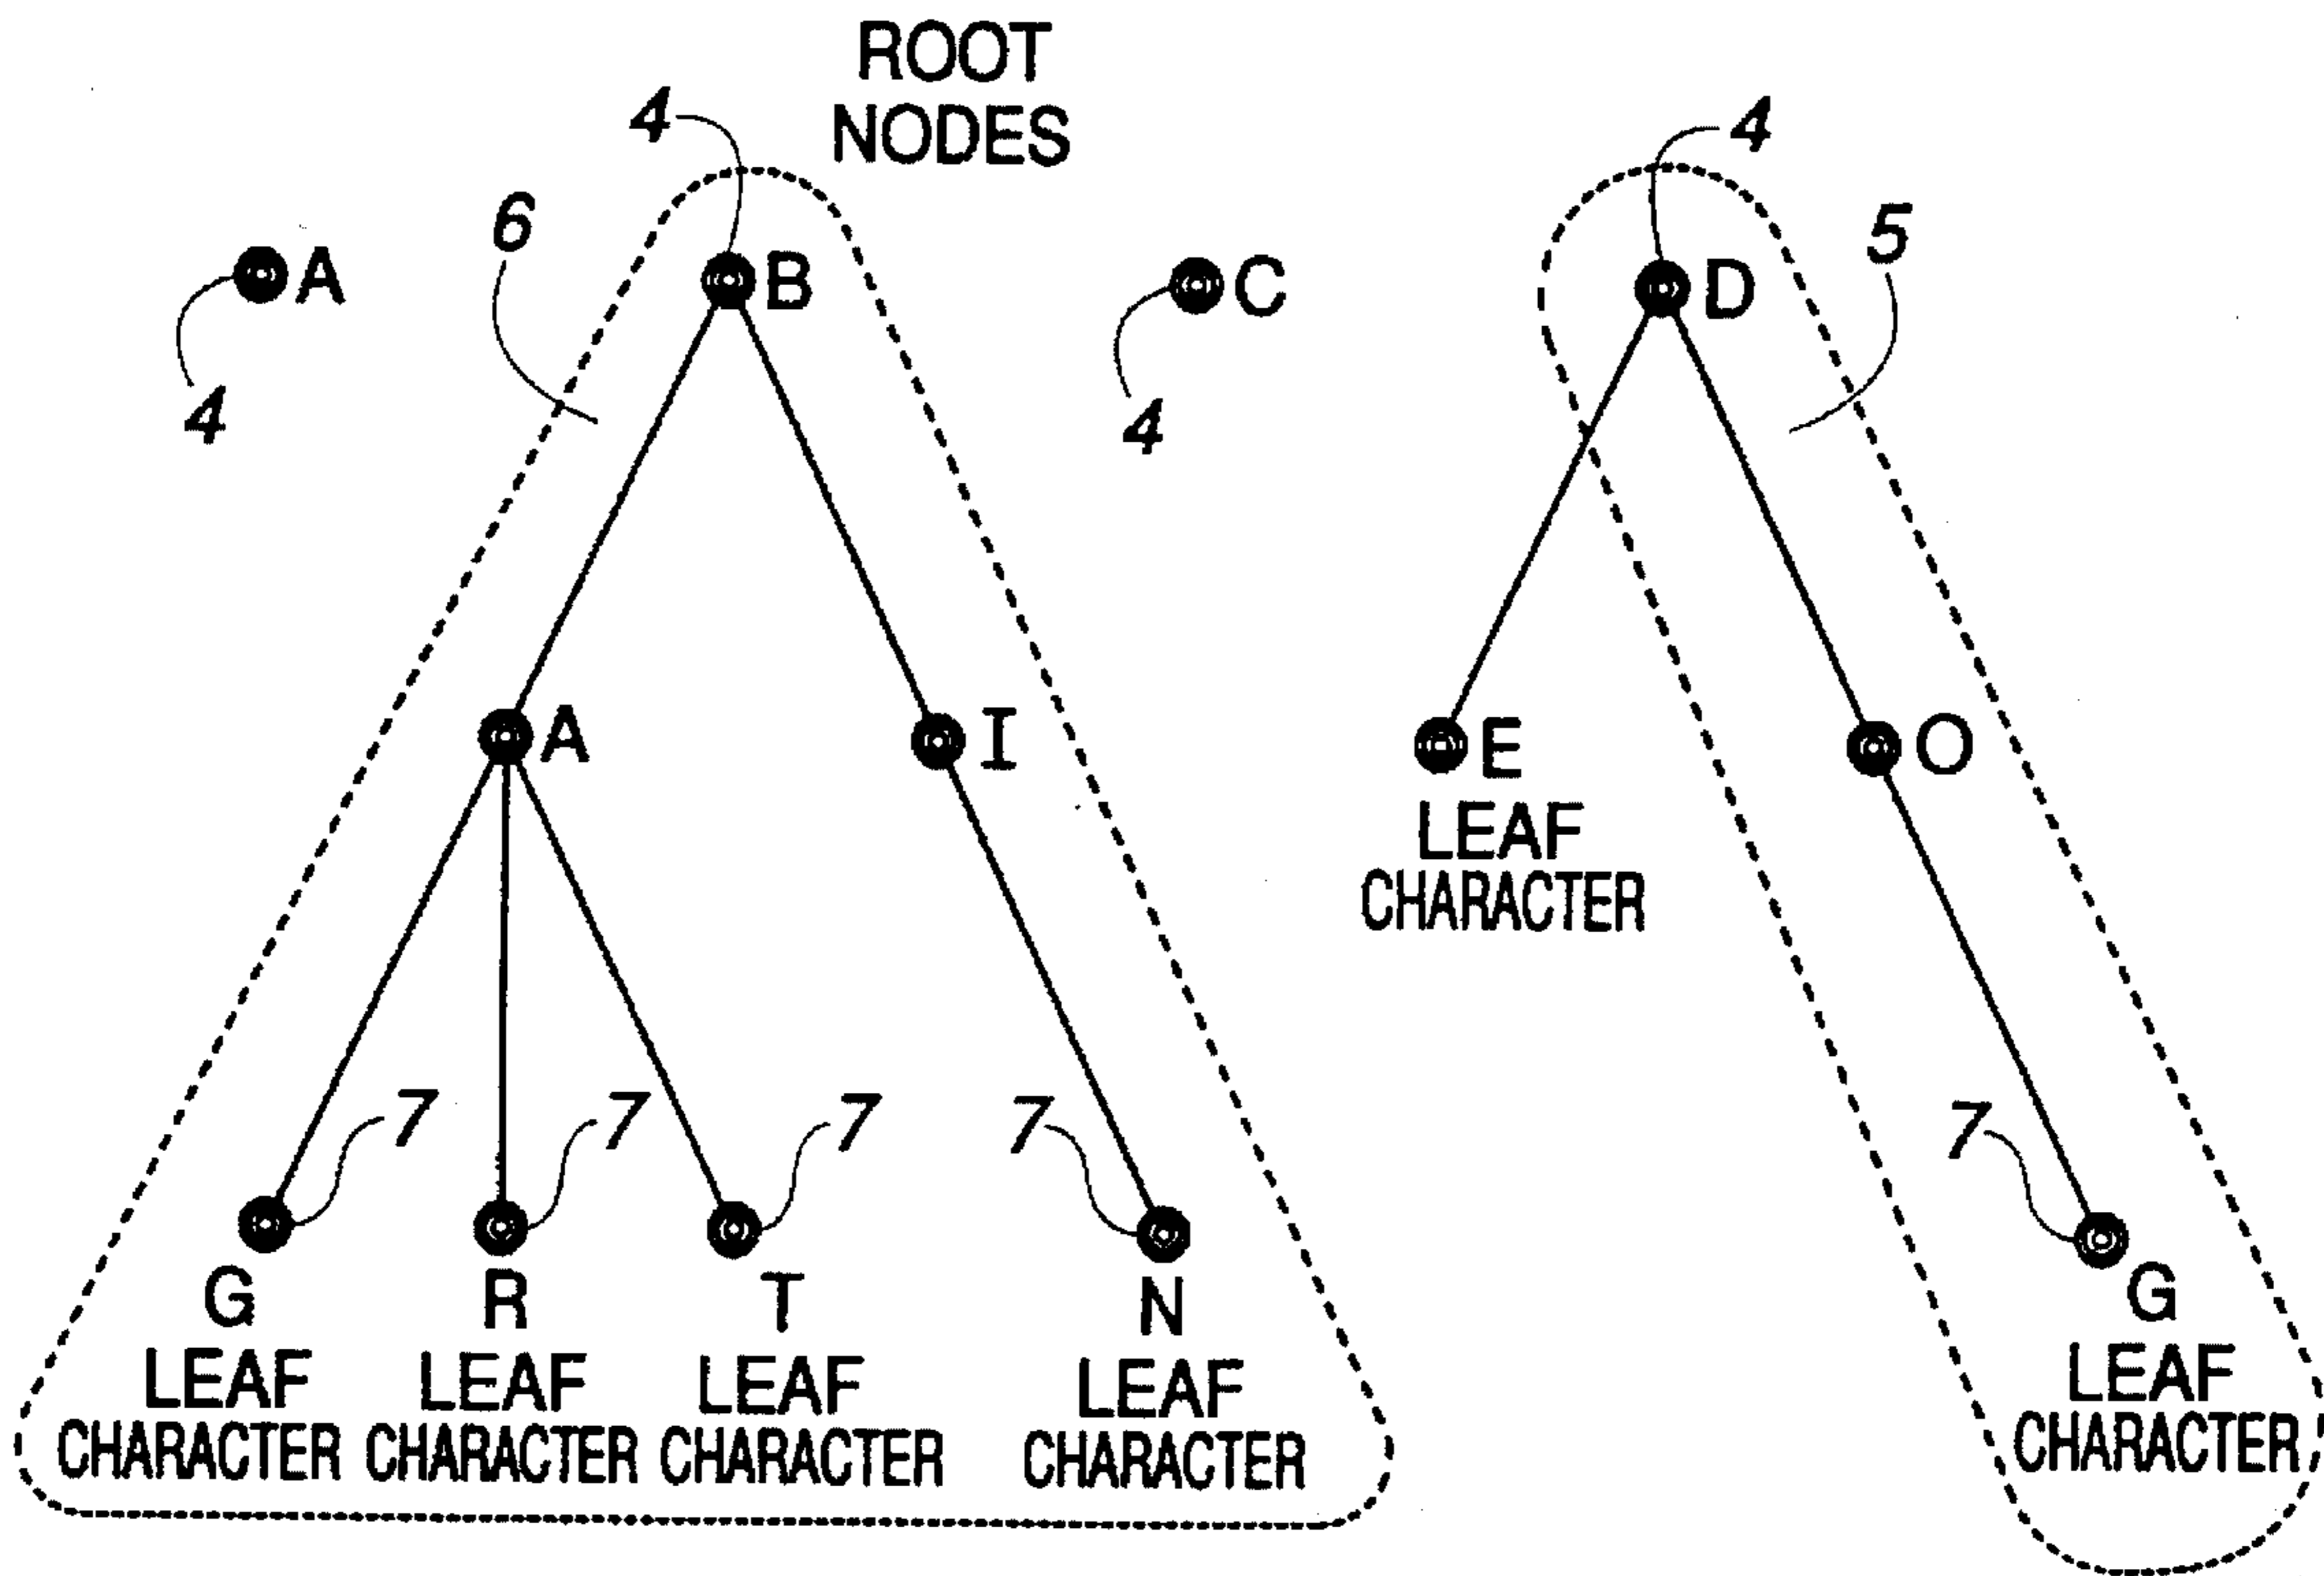 ROOT
NODES
4
4
6
5
A
B
C
D
4
4
A
I
E
O
LEAF
CHARACTER
7
7
7
7
7
G
R
T
N
G
LEAF
LEAF
LEAF
LEAF
LEAF
CHARACTER
CHARACTER
CHARACTER
CHARACTER
CHARACTER